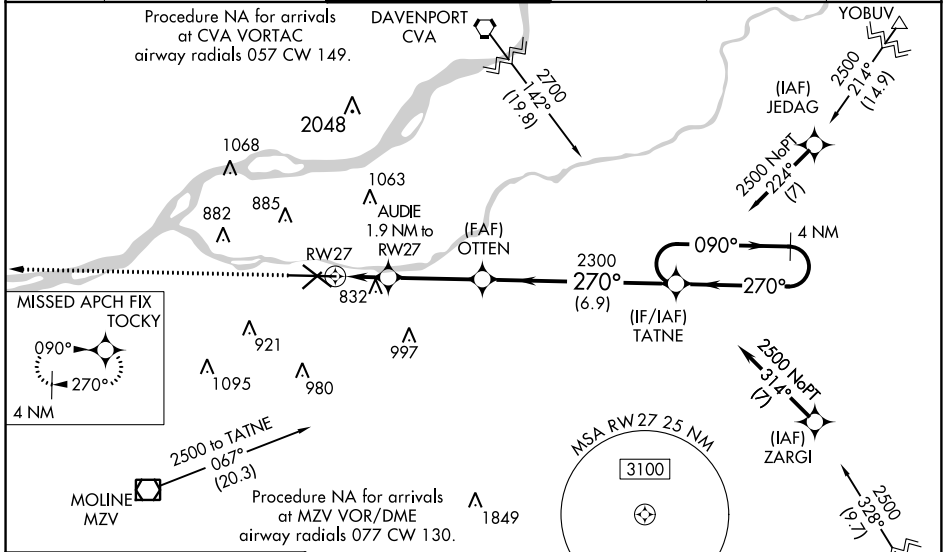 Procedure NA for arrivals
at CVA VORTAC
airway radials 057 CW 149.
DAVENPORT
CVA
YOBUV
2700
142°
(19.8)
2500
214°
(14.9)
(IAF)
JEDAG
2500 NoPT
224°
(7)
2048
1068
1063
882
885
AUDIE
1.9 NM to
RW27
(FAF)
OTTEN
RW27
832
2300
270°
(6.9)
090°
4 NM
270°
(IF/IAF)
TATNE
MISSED APCH FIX
TOCKY
090°
270°
4 NM
921
1095
980
997
2500 NoPT
314°
(7)
(IAF)
ZARGI
2500 to TATNE
067°
(20.3)
MOLINE
MZV
Procedure NA for arrivals
at MZV VOR/DME
airway radials 077 CW 130.
1849
MSA RW 27 25 NM
3100
2500
328°
(9.7)